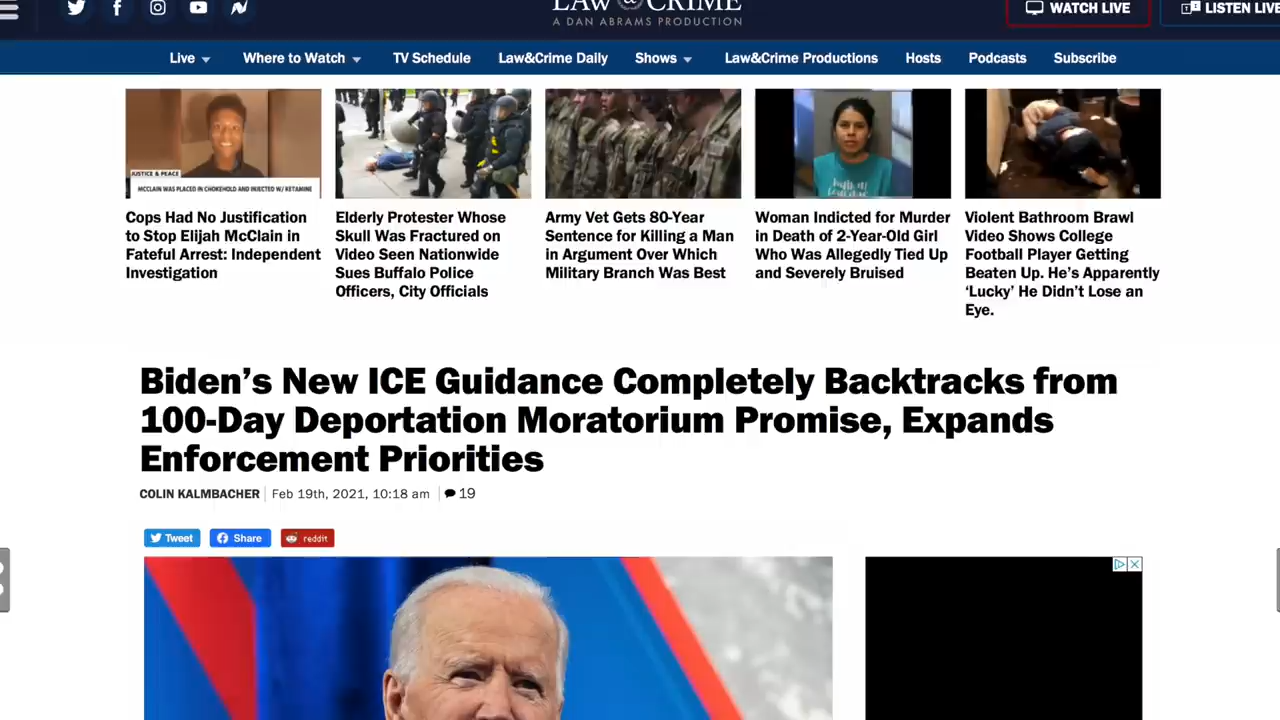 LAW & CRIME
A DAN ABRAMS PRODUCTION
WATCH LIVE
LISTEN LIVE
Live
Where to Watch
TV Schedule
Law&Crime Daily
Shows
Law&Crime Productions
Hosts
Podcasts
Subscribe
JUSTICE & PEACE
MCCLAIN WAS PLACED IN CHOKEHOLD AND INJECTED W/ KETAMINE
Cops Had No Justification
to Stop Elijah McClain in
Fateful Arrest: Independent
Investigation
Elderly Protester Whose
Skull Was Fractured on
Video Seen Nationwide
Sues Buffalo Police
Officers, City Officials
Army Vet Gets 80-Year
Sentence for Killing a Man
in Argument Over Which
Military Branch Was Best
Woman Indicted for Murder
in Death of 2-Year-Old Girl
Who Was Allegedly Tied Up
and Severely Bruised
Violent Bathroom Brawl
Video Shows College
Football Player Getting
Beaten Up. He's Apparently
'Lucky' He Didn't Lose an
Eye.
Biden's New ICE Guidance Completely Backtracks from
100-Day Deportation Moratorium Promise, Expands
Enforcement Priorities
COLIN KALMBACHER Feb 19th, 2021, 10:18 am 19
Tweet
Share
reddit